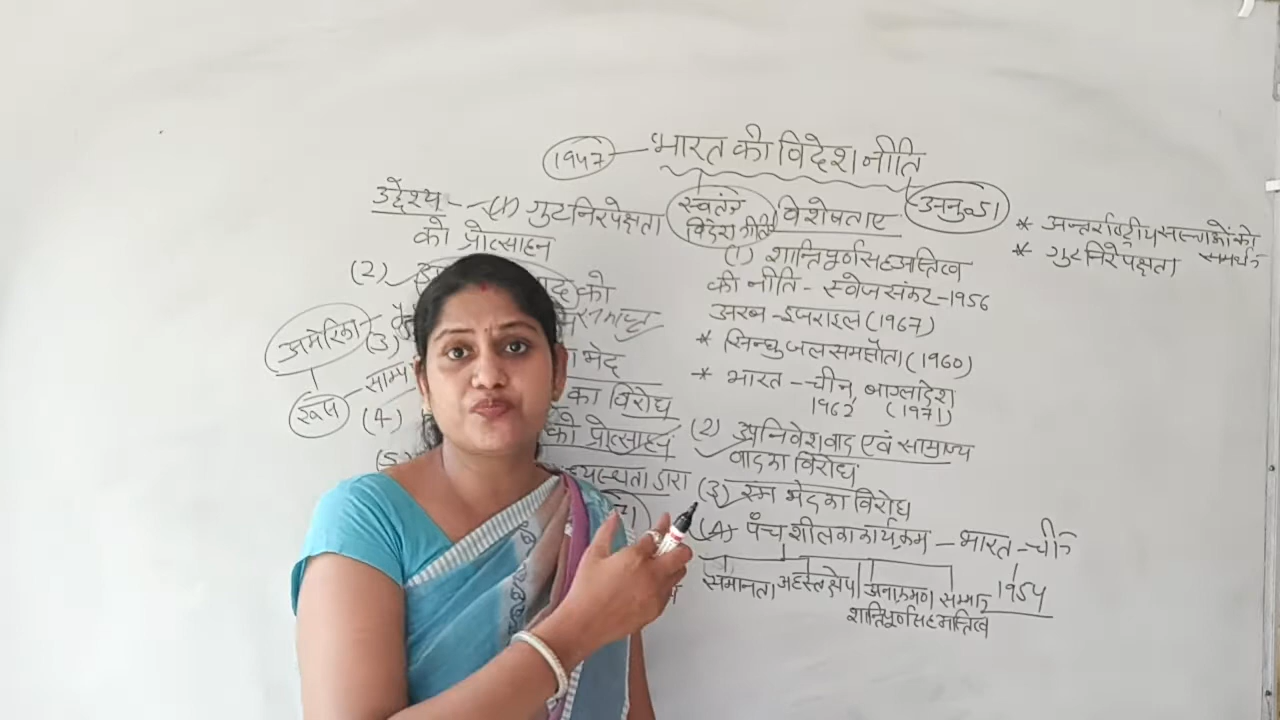 1947 — भारत की विदेश नीति
उद्देश्य - (1) गुटनिरपेक्षता
को प्रोत्साहन
(2)
को
अमेरिका
(3)
भेद
रूस
साम्
(4)
का विरोध
को प्रोत्साहन
(5)
द्वारा
स्वतंत्र
विदेश नीति
विशेषताए
अनु० 51
* अन्तर्राष्ट्रीय
को
समर्थन
* गुटनिरपेक्षता
(1) शान्तिपूर्ण सहअस्तित्व
की नीति - स्वेज संकट - 1956
अरब - इजराइल (1967)
* सिन्धु जल समझौता (1960)
* भारत - चीन, बाग्लादेश
1962 (1971)
(2) उपनिवेशवाद एवं साम्राज्य
वाद का विरोध
(3) रंग भेद का विरोध
(4) पँचशील का कार्यक्रम - भारत - चीन
समानता अहस्तक्षेप अनाक्रमण सम्मान 1954
शान्तिपूर्ण सहअस्तित्व